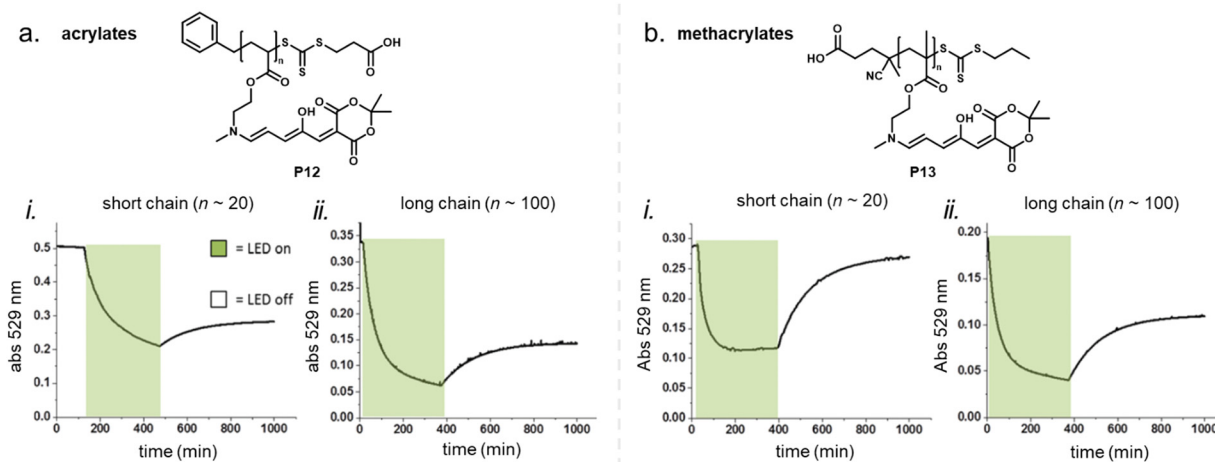 a. acrylates
n
S
S
S
OH
O
O
O
N
OH
O
O
O
O
P12
i. short chain (n ~ 20)
abs 529 nm
0.5
0.4
0.3
0.2
0.1
0.0
= LED on
= LED off
0 200 400 600 800 1000
time (min)
ii. long chain (n ~ 100)
abs 529 nm
0.35
0.30
0.25
0.20
0.15
0.10
0.05
0.00
0 200 400 600 800 1000
time (min)
b. methacrylates
HO
O
NC
n
S
S
S
O
O
N
OH
O
O
O
O
P13
i. short chain (n ~ 20)
Abs 529 nm
0.30
0.25
0.20
0.15
0.10
0.05
0.00
0 200 400 600 800 1000
time (min)
ii. long chain (n ~ 100)
Abs 529 nm
0.20
0.15
0.10
0.05
0.00
0 200 400 600 800 1000
time (min)